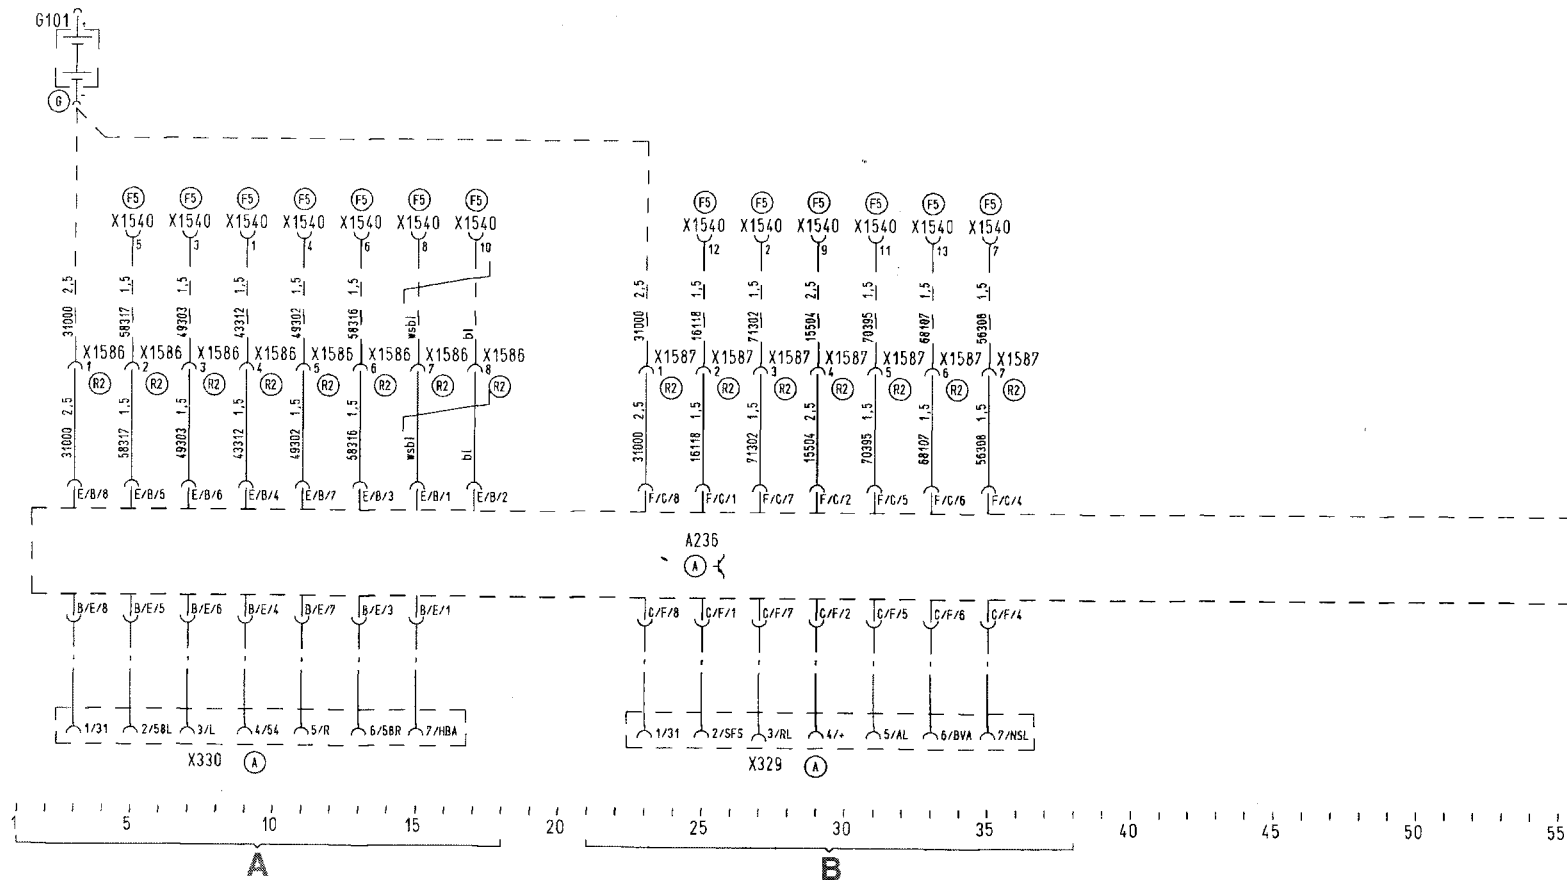 G101
+
-
G
F5 F5 F5 F5 F5 F5 F5 F5 F5 F5 F5 F5 F5
X1540 X1540 X1540 X1540 X1540 X1540 X1540 X1540 X1540 X1540 X1540 X1540 X1540
5 3 1 4 6 8 10 12 2 9 11 13 7
31000 2,5
58317 1,5
49303 1,5
43312 1,5
49302 1,5
58316 1,5
wsbl
bl
31000 2,5
16118 1,5
71302 1,5
15504 2,5
70395 1,5
68107 1,5
56308 1,5
X1586 X1586 X1586 X1586 X1586 X1586 X1586 X1586 X1587 X1587 X1587 X1587 X1587 X1587 X1587
1 2 3 4 5 6 7 8 1 2 3 4 5 6 7
R2 R2 R2 R2 R2 R2 R2 R2 R2 R2 R2 R2 R2 R2 R2
31000 2,5
58317 1,5
49303 1,5
43312 1,5
49302 1,5
58316 1,5
wsbl
bl
31000 2,5
16118 1,5
71302 1,5
15504 2,5
70395 1,5
68107 1,5
56308 1,5
E/B/8 E/B/5 E/B/6 E/B/4 E/B/7 E/B/3 E/B/1 E/B/2 F/C/8 F/C/1 F/C/7 F/C/2 F/C/5 F/C/6 F/C/4
A236
A
B/E/8 B/E/5 B/E/6 B/E/4 B/E/7 B/E/3 B/E/1 C/F/8 C/F/1 C/F/7 C/F/2 C/F/5 C/F/6 C/F/4
1/31 2/58L 3/L 4/54 5/R 6/58R 7/HBA 1/31 2/SFS 3/RL 4/+ 5/AL 6/BVA 7/NSL
X330 A X329 A
1 5 10 15 20 25 30 35 40 45 50 55
A B